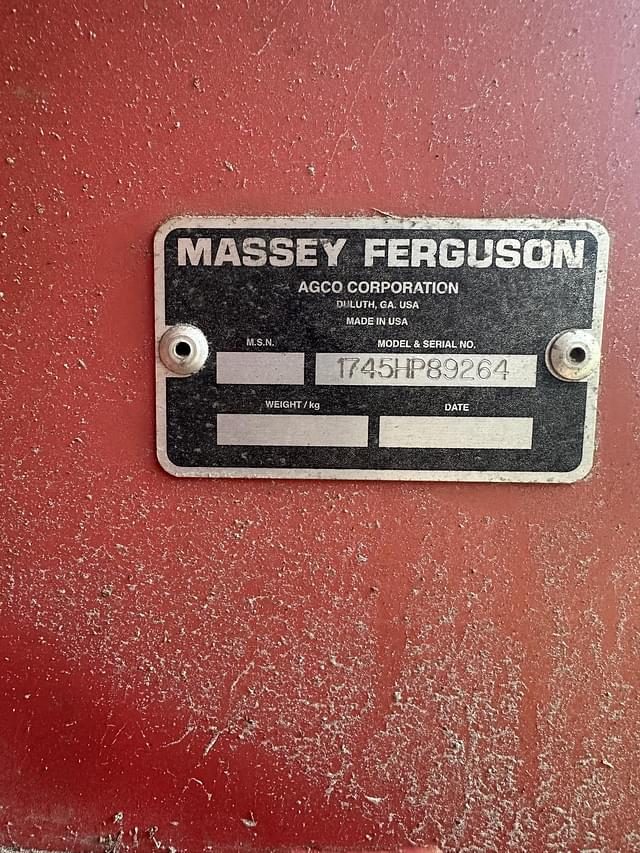 MASSEY FERGUSON
AGCO CORPORATION
DULUTH, GA. USA
MADE IN USA
M.S.N.
MODEL & SERIAL NO.
1745HP89264
WEIGHT / kg
DATE